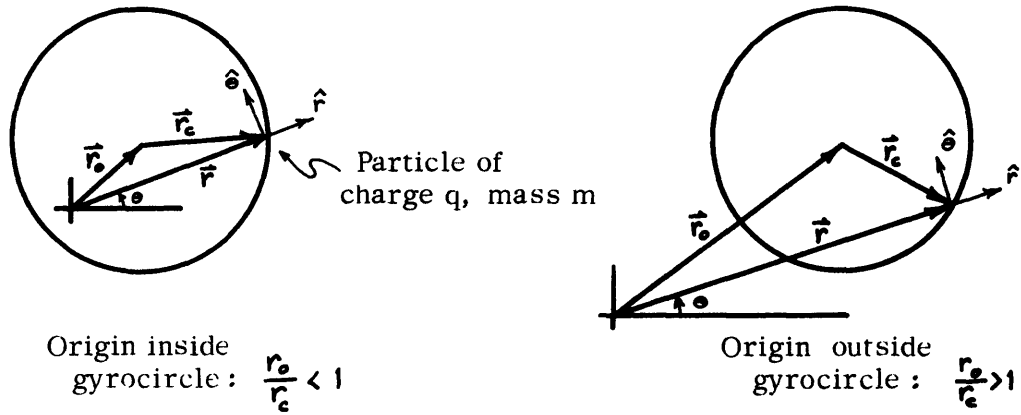 θ̂
r̂
r⃗c
r⃗o
r⃗
θ
Particle of
charge q, mass m
Origin inside
gyrocircle : ro/rc < 1
θ̂
r̂
r⃗c
r⃗o
r⃗
θ
Origin outside
gyrocircle : ro/rc >1